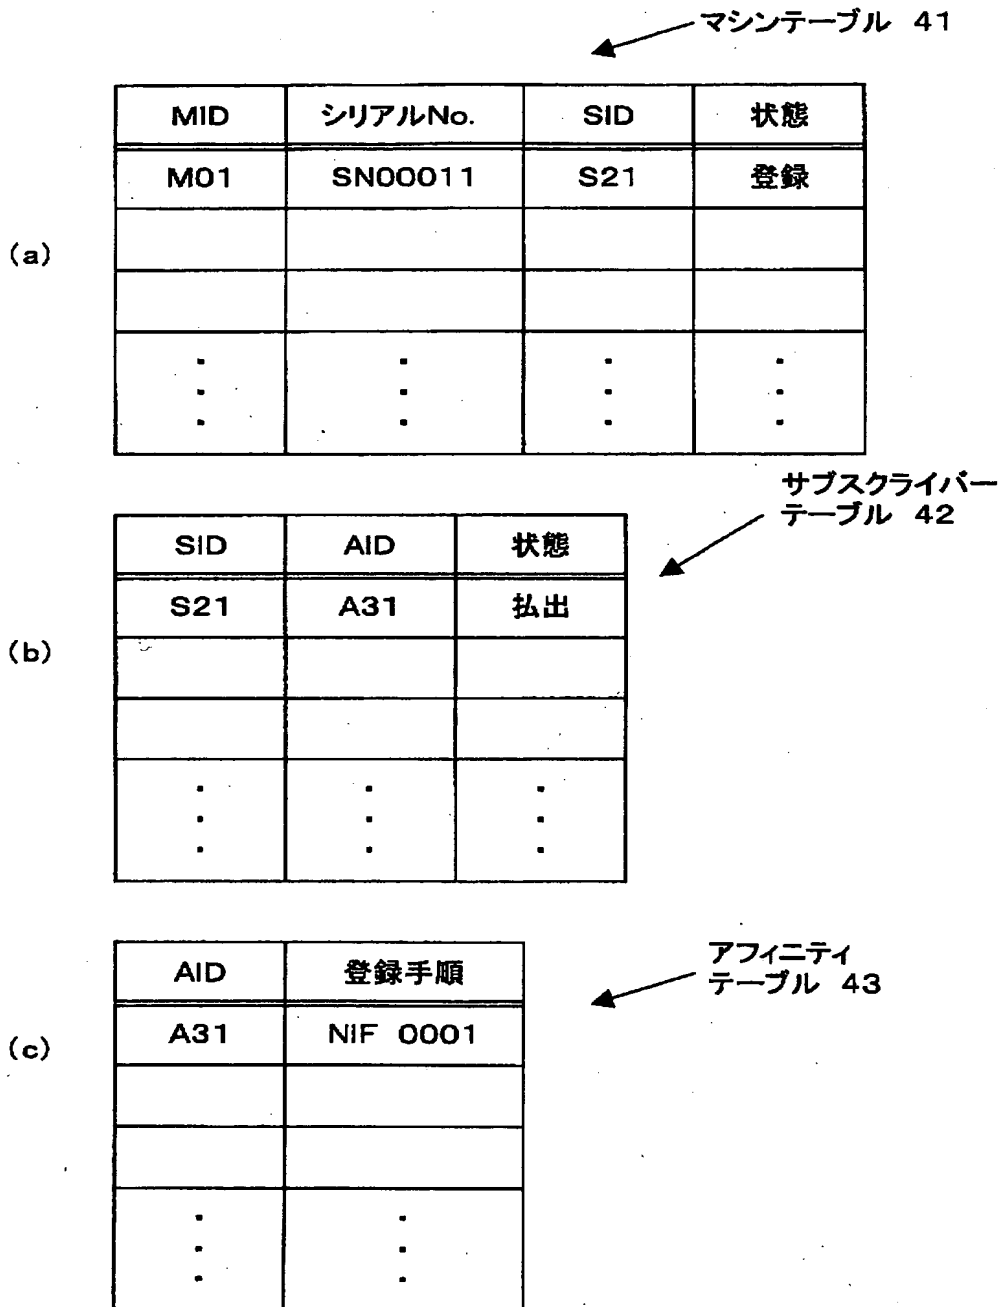 マシンテーブル 41
MID シリアルNo. SID 状態
M01 SN00011 S21 登録
(a)
サブスクライバー
テーブル 42
SID AID 状態
S21 A31 払出
(b)
アフィニティ
テーブル 43
AID 登録手順
A31 NIF 0001
(c)